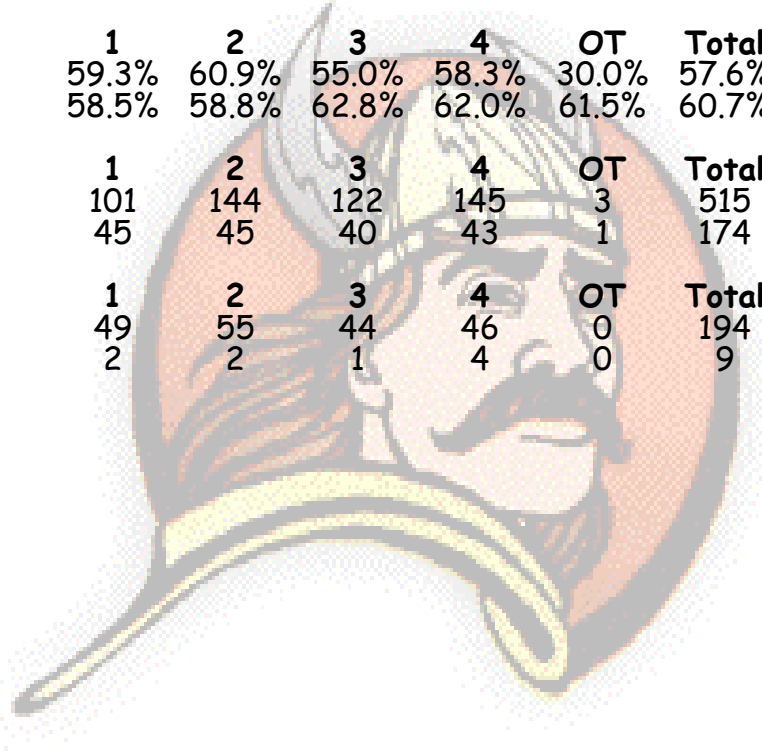 1 2 3 4 OT Total
59.3% 60.9% 55.0% 58.3% 30.0% 57.6%
58.5% 58.8% 62.8% 62.0% 61.5% 60.7%
1 2 3 4 OT Total
101 144 122 145 3 515
45 45 40 43 1 174
1 2 3 4 OT Total
49 55 44 46 0 194
2 2 1 4 0 9